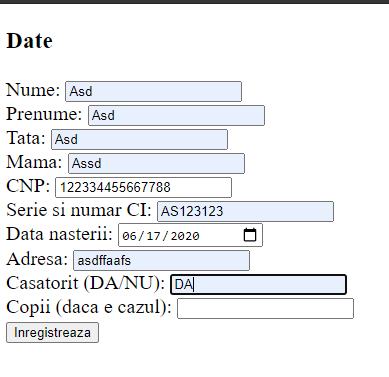 Date
Nume: Asd
Prenume: Asd
Tata: Asd
Mama: Assd
CNP: 122334455667788
Serie si numar CI: AS123123
Data nasterii: 06/17/2020
Adresa: asdffaafs
Casatorit (DA/NU): DA
Copii (daca e cazul):
Inregistreaza